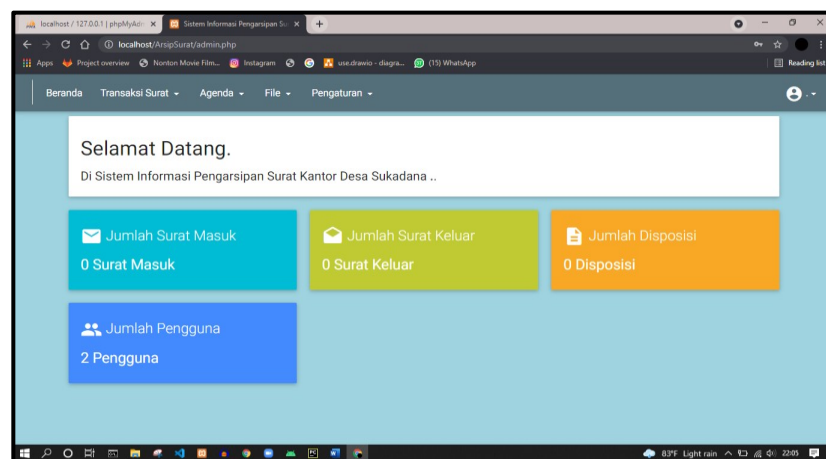 localhost / 127.0.0.1 | phpMyAdr
Sistem Informasi Pengarsipan Su
localhost/ArsipSurat/admin.php
Apps Project overview Nonton Movie Film... Instagram use.drawio - diagra... (15) WhatsApp Reading list
Beranda Transaksi Surat Agenda File Pengaturan .
Selamat Datang.
Di Sistem Informasi Pengarsipan Surat Kantor Desa Sukadana ..
Jumlah Surat Masuk
0 Surat Masuk
Jumlah Surat Keluar
0 Surat Keluar
Jumlah Disposisi
0 Disposisi
Jumlah Pengguna
2 Pengguna
83°F Light rain 22:05